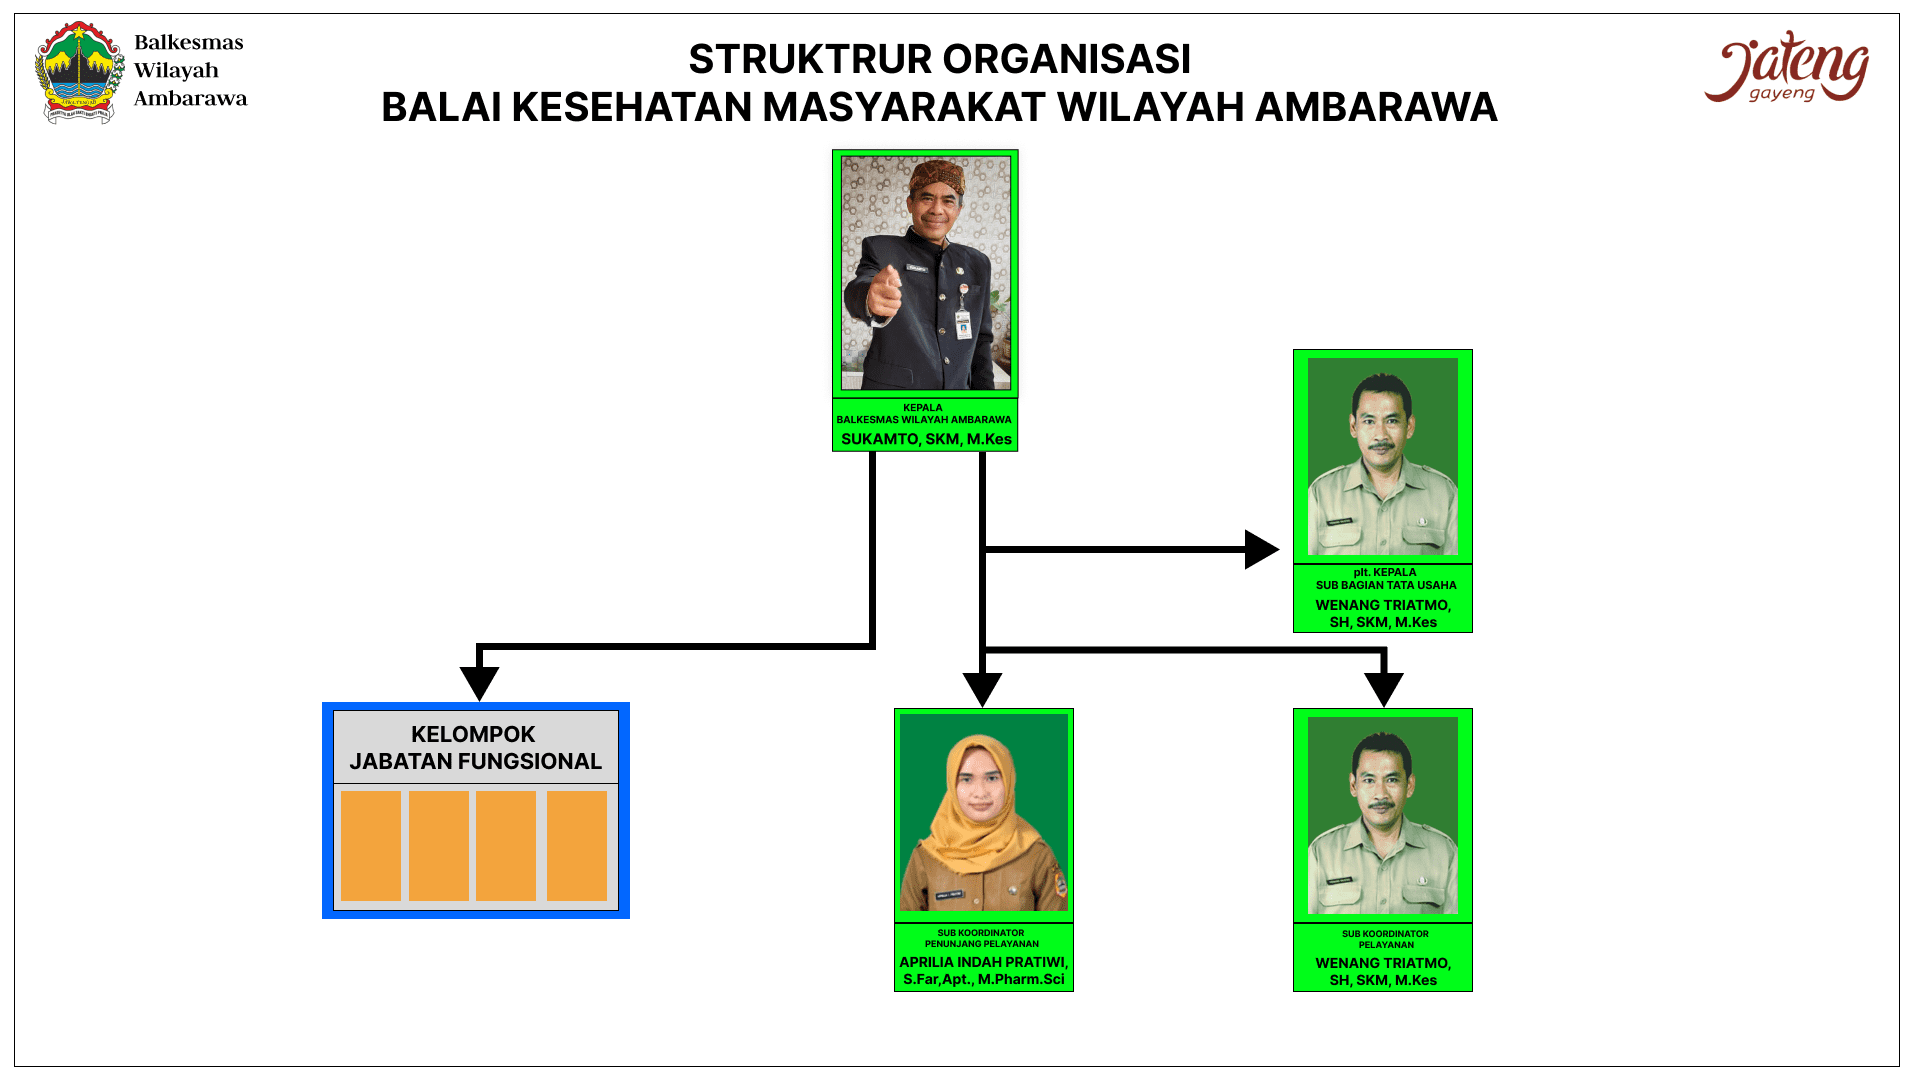 Balkesmas
Wilayah
Ambarawa
STRUKTRUR ORGANISASI
BALAI KESEHATAN MASYARAKAT WILAYAH AMBARAWA
Jateng
gayeng
KEPALA
BALKESMAS WILAYAH AMBARAWA
SUKAMTO, SKM, M.Kes
plt. KEPALA
SUB BAGIAN TATA USAHA
WENANG TRIATMO,
SH, SKM, M.Kes
KELOMPOK
JABATAN FUNGSIONAL
SUB KOORDINATOR
PENUNJANG PELAYANAN
APRILIA INDAH PRATIWI,
S.Far,Apt., M.Pharm.Sci
SUB KOORDINATOR
PELAYANAN
WENANG TRIATMO,
SH, SKM, M.Kes